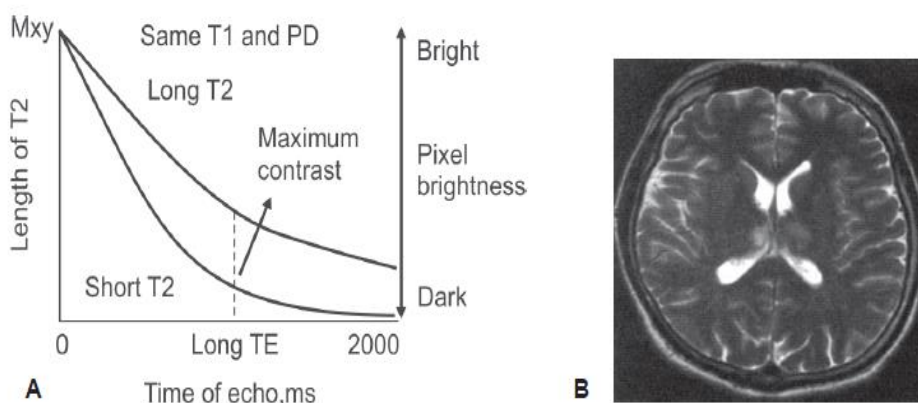 Mxy
Same T1 and PD
Long T2
Maximum
contrast
Short T2
Length of T2
0
Long TE
2000
Time of echo,ms
Bright
Pixel
brightness
Dark
A
B